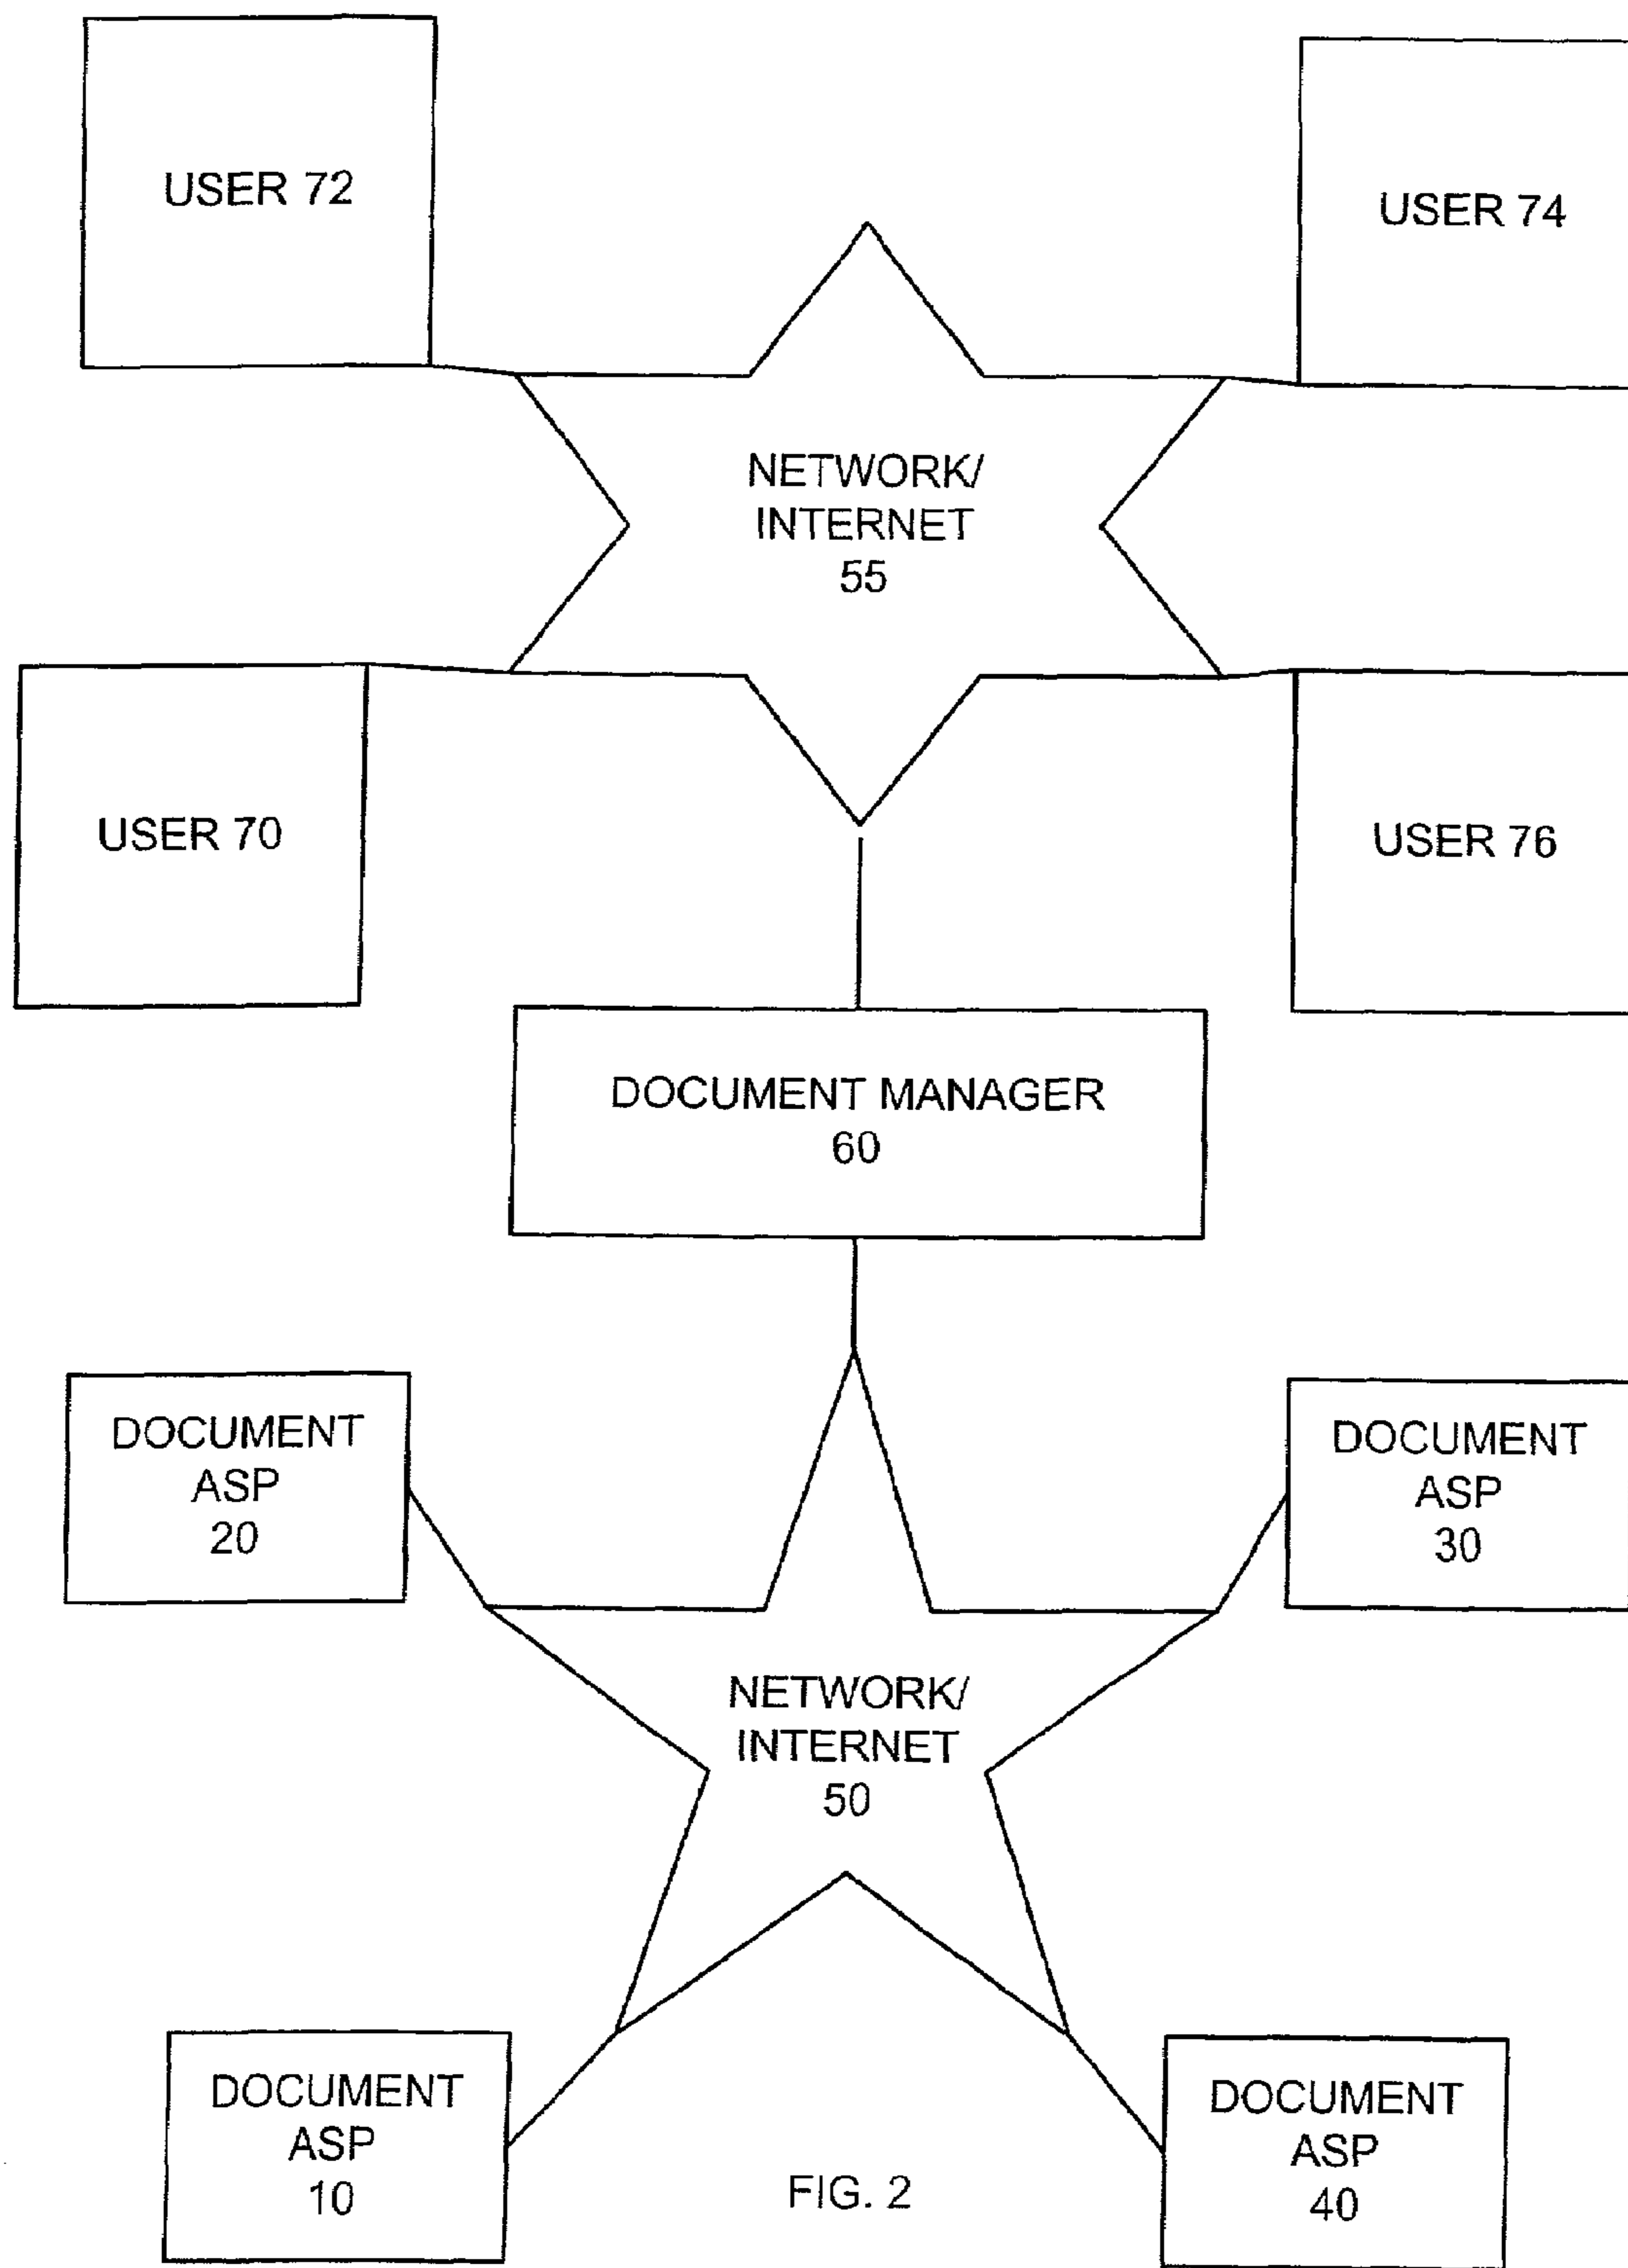 USER 72
USER 74
NETWORK/
INTERNET
55
USER 70
USER 76
DOCUMENT MANAGER
60
DOCUMENT
ASP
20
DOCUMENT
ASP
30
NETWORK/
INTERNET
50
DOCUMENT
ASP
10
DOCUMENT
ASP
40
FIG. 2